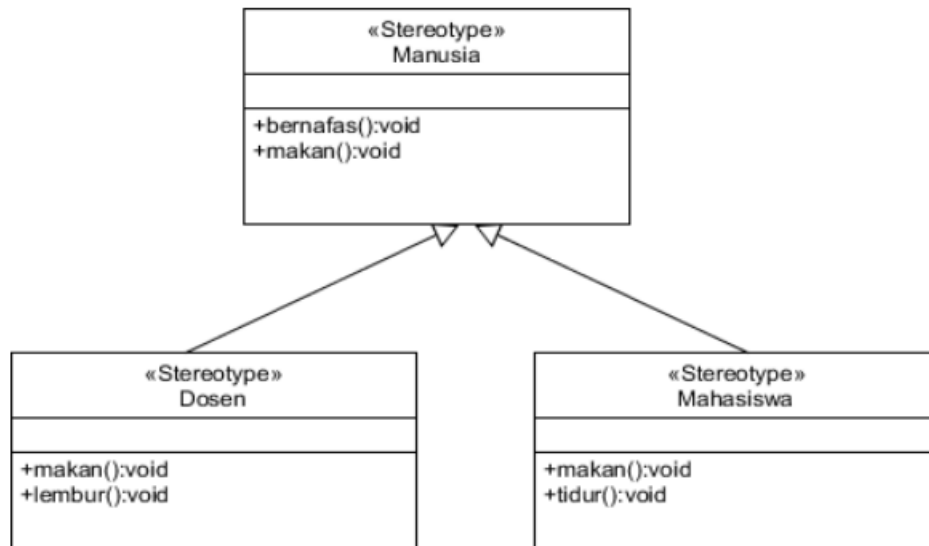 «Stereotype»
Manusia
+bernafas():void
+makan():void
«Stereotype»
Dosen
+makan():void
+lembur():void
«Stereotype»
Mahasiswa
+makan():void
+tidur():void